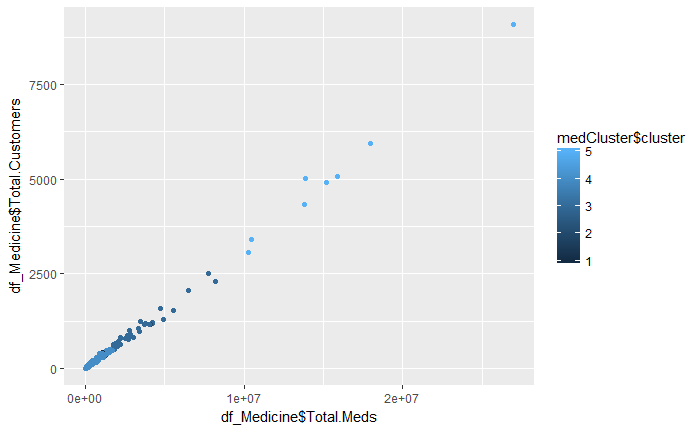 7500
5000
2500
0
df_Medicine$Total.Customers
0e+00
1e+07
2e+07
df_Medicine$Total.Meds
medCluster$cluster
5
4
3
2
1